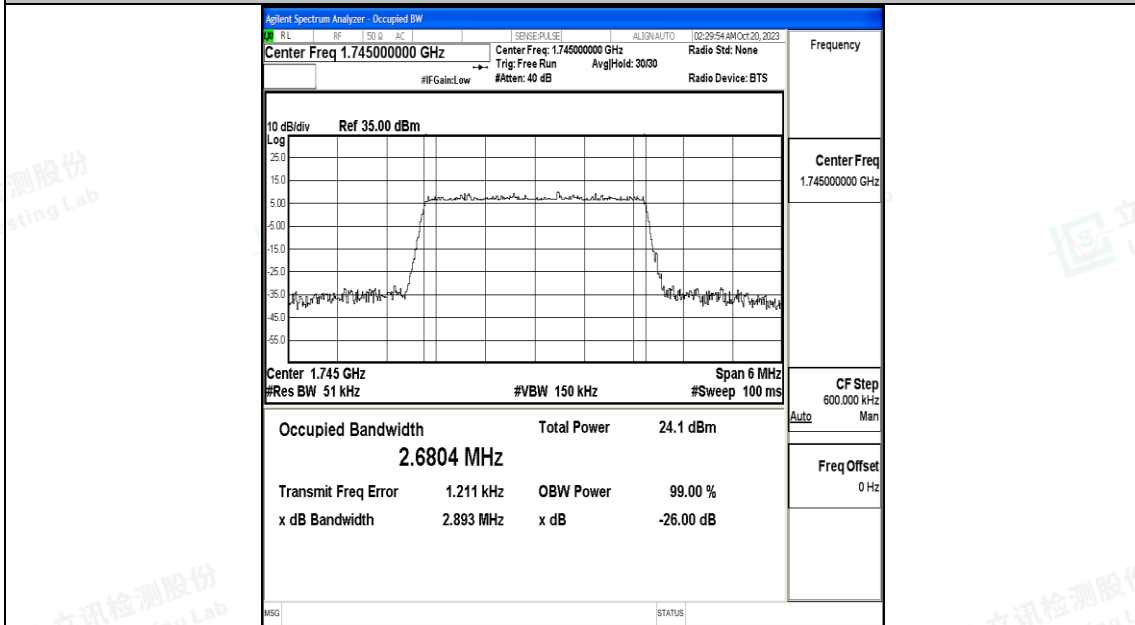 Agilent Spectrum Analyzer - Occupied BW
RL RF 50 Ω AC SENSE:PULSE ALIGN AUTO 02:29:54 AM Oct 20, 2023
Center Freq 1.745000000 GHz
Center Freq: 1.745000000 GHz
Radio Std: None
Trig: Free Run Avg|Hold: 30/30
#IFGain:Low #Atten: 40 dB Radio Device: BTS
Frequency
10 dB/div Ref 35.00 dBm
Log
25.0
15.0
5.00
-5.00
-15.0
-25.0
-35.0
-45.0
-55.0
Center 1.745 GHz Span 6 MHz
#Res BW 51 kHz #VBW 150 kHz #Sweep 100 ms
Occupied Bandwidth Total Power 24.1 dBm
2.6804 MHz
Transmit Freq Error 1.211 kHz OBW Power 99.00 %
x dB Bandwidth 2.893 MHz x dB -26.00 dB
Center Freq
1.745000000 GHz
CF Step
600.000 kHz
Auto Man
Freq Offset
0 Hz
MSG STATUS
测股份
sting Lab
立讯检测股份
立讯检测股份